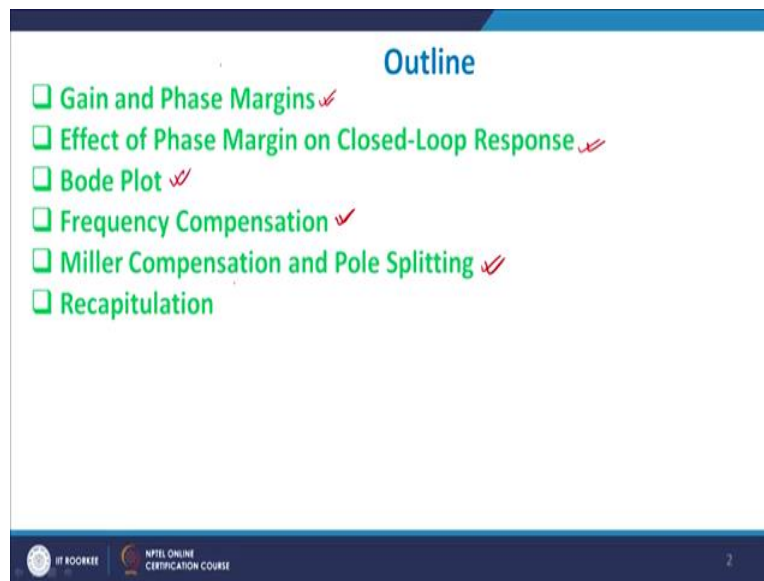 Outline
Gain and Phase Margins
Effect of Phase Margin on Closed-Loop Response
Bode Plot
Frequency Compensation
Miller Compensation and Pole Splitting
Recapitulation
IIT ROORKEE
NPTEL ONLINE
CERTIFICATION COURSE
2